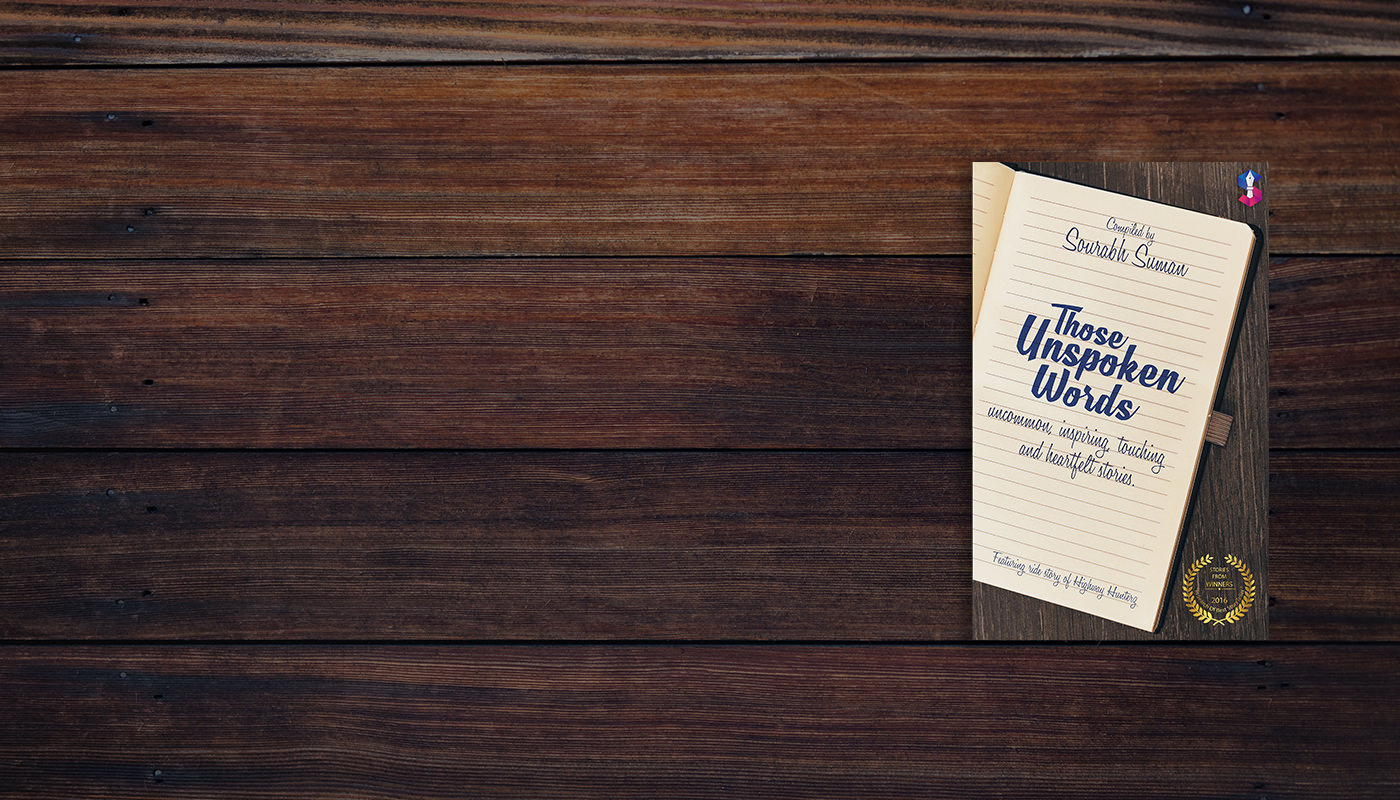 Compiled by
Sourabh Suman
Those
Unspoken
Words
uncommon, inspiring, touching
and heartfelt stories.
Featuring ride story of Highway Hunterz
STORIES
FROM
WINNERS
2016